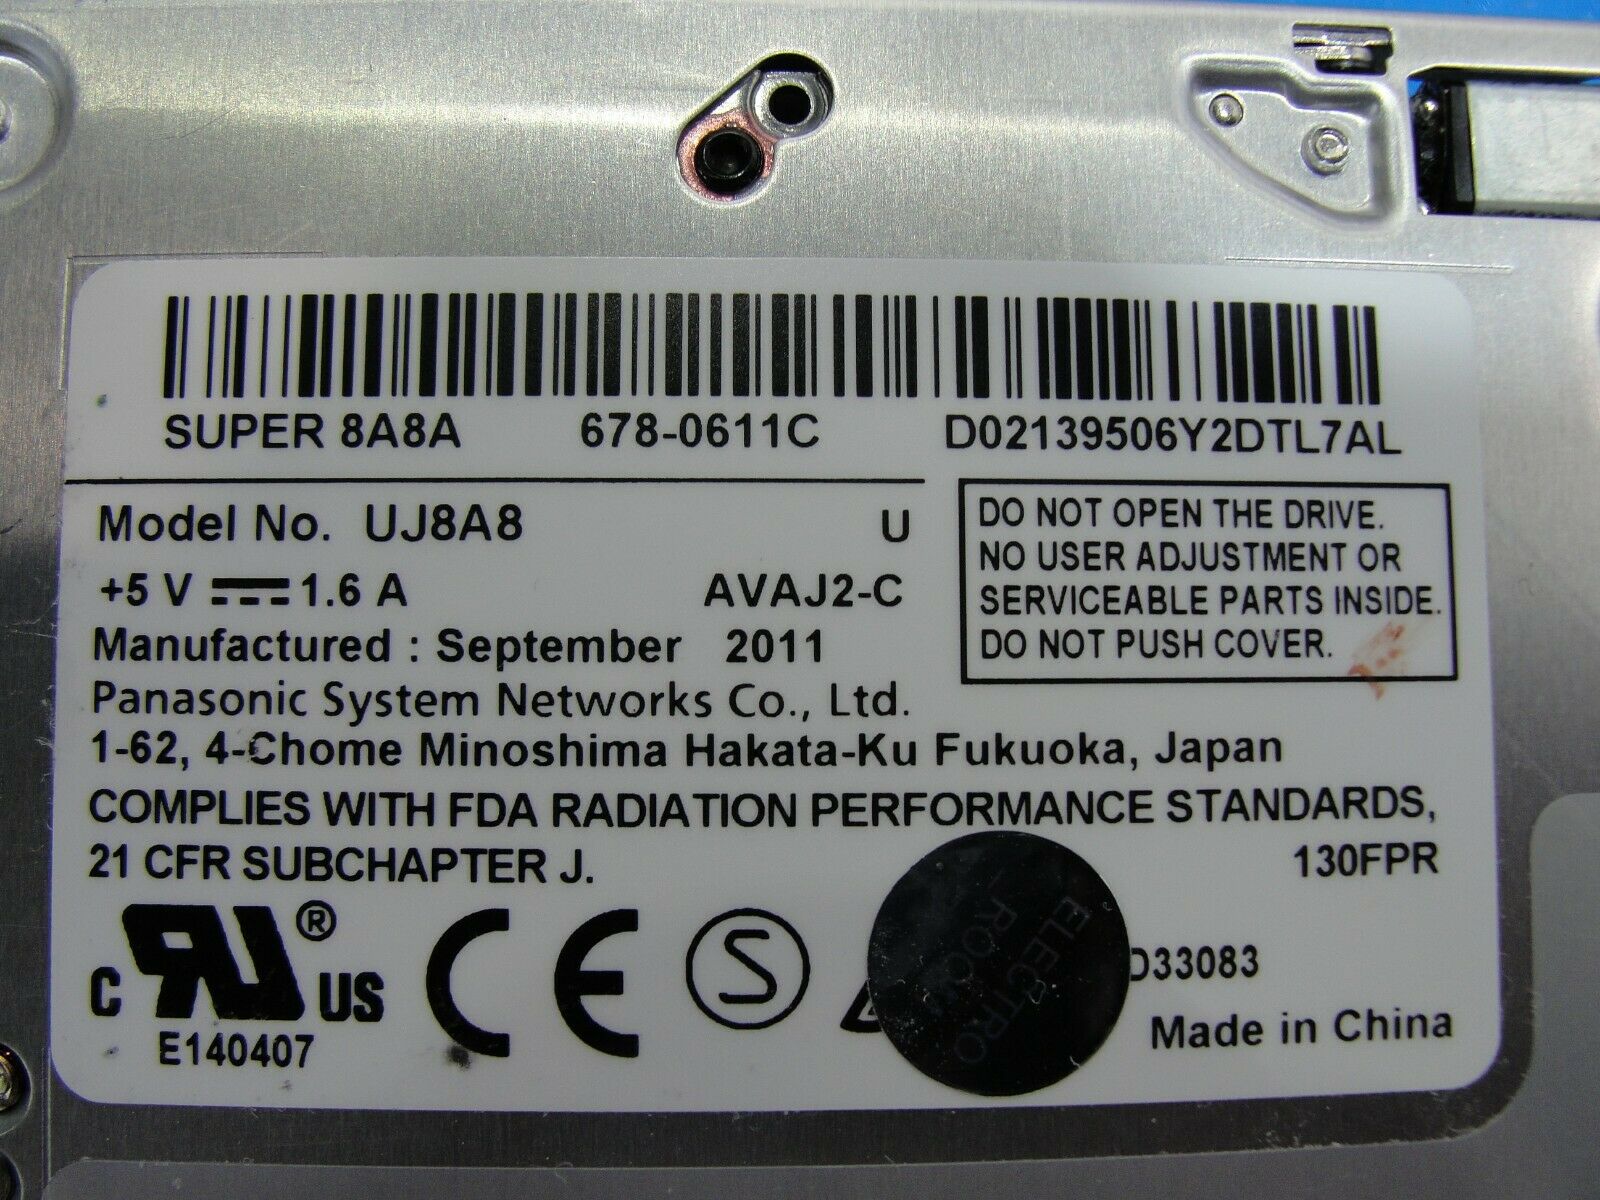 SUPER 8A8A 678-0611C D02139506Y2DTL7AL
Model No. UJ8A8 U
+5 V 1.6 A AVAJ2-C
Manufactured : September 2011
Panasonic System Networks Co., Ltd.
1-62, 4-Chome Minoshima Hakata-Ku Fukuoka, Japan
DO NOT OPEN THE DRIVE.
NO USER ADJUSTMENT OR
SERVICEABLE PARTS INSIDE.
DO NOT PUSH COVER.
COMPLIES WITH FDA RADIATION PERFORMANCE STANDARDS,
21 CFR SUBCHAPTER J. 130FPR
C RU ® US
E140407
CE
S
ELECTRO
D33083
Made in China